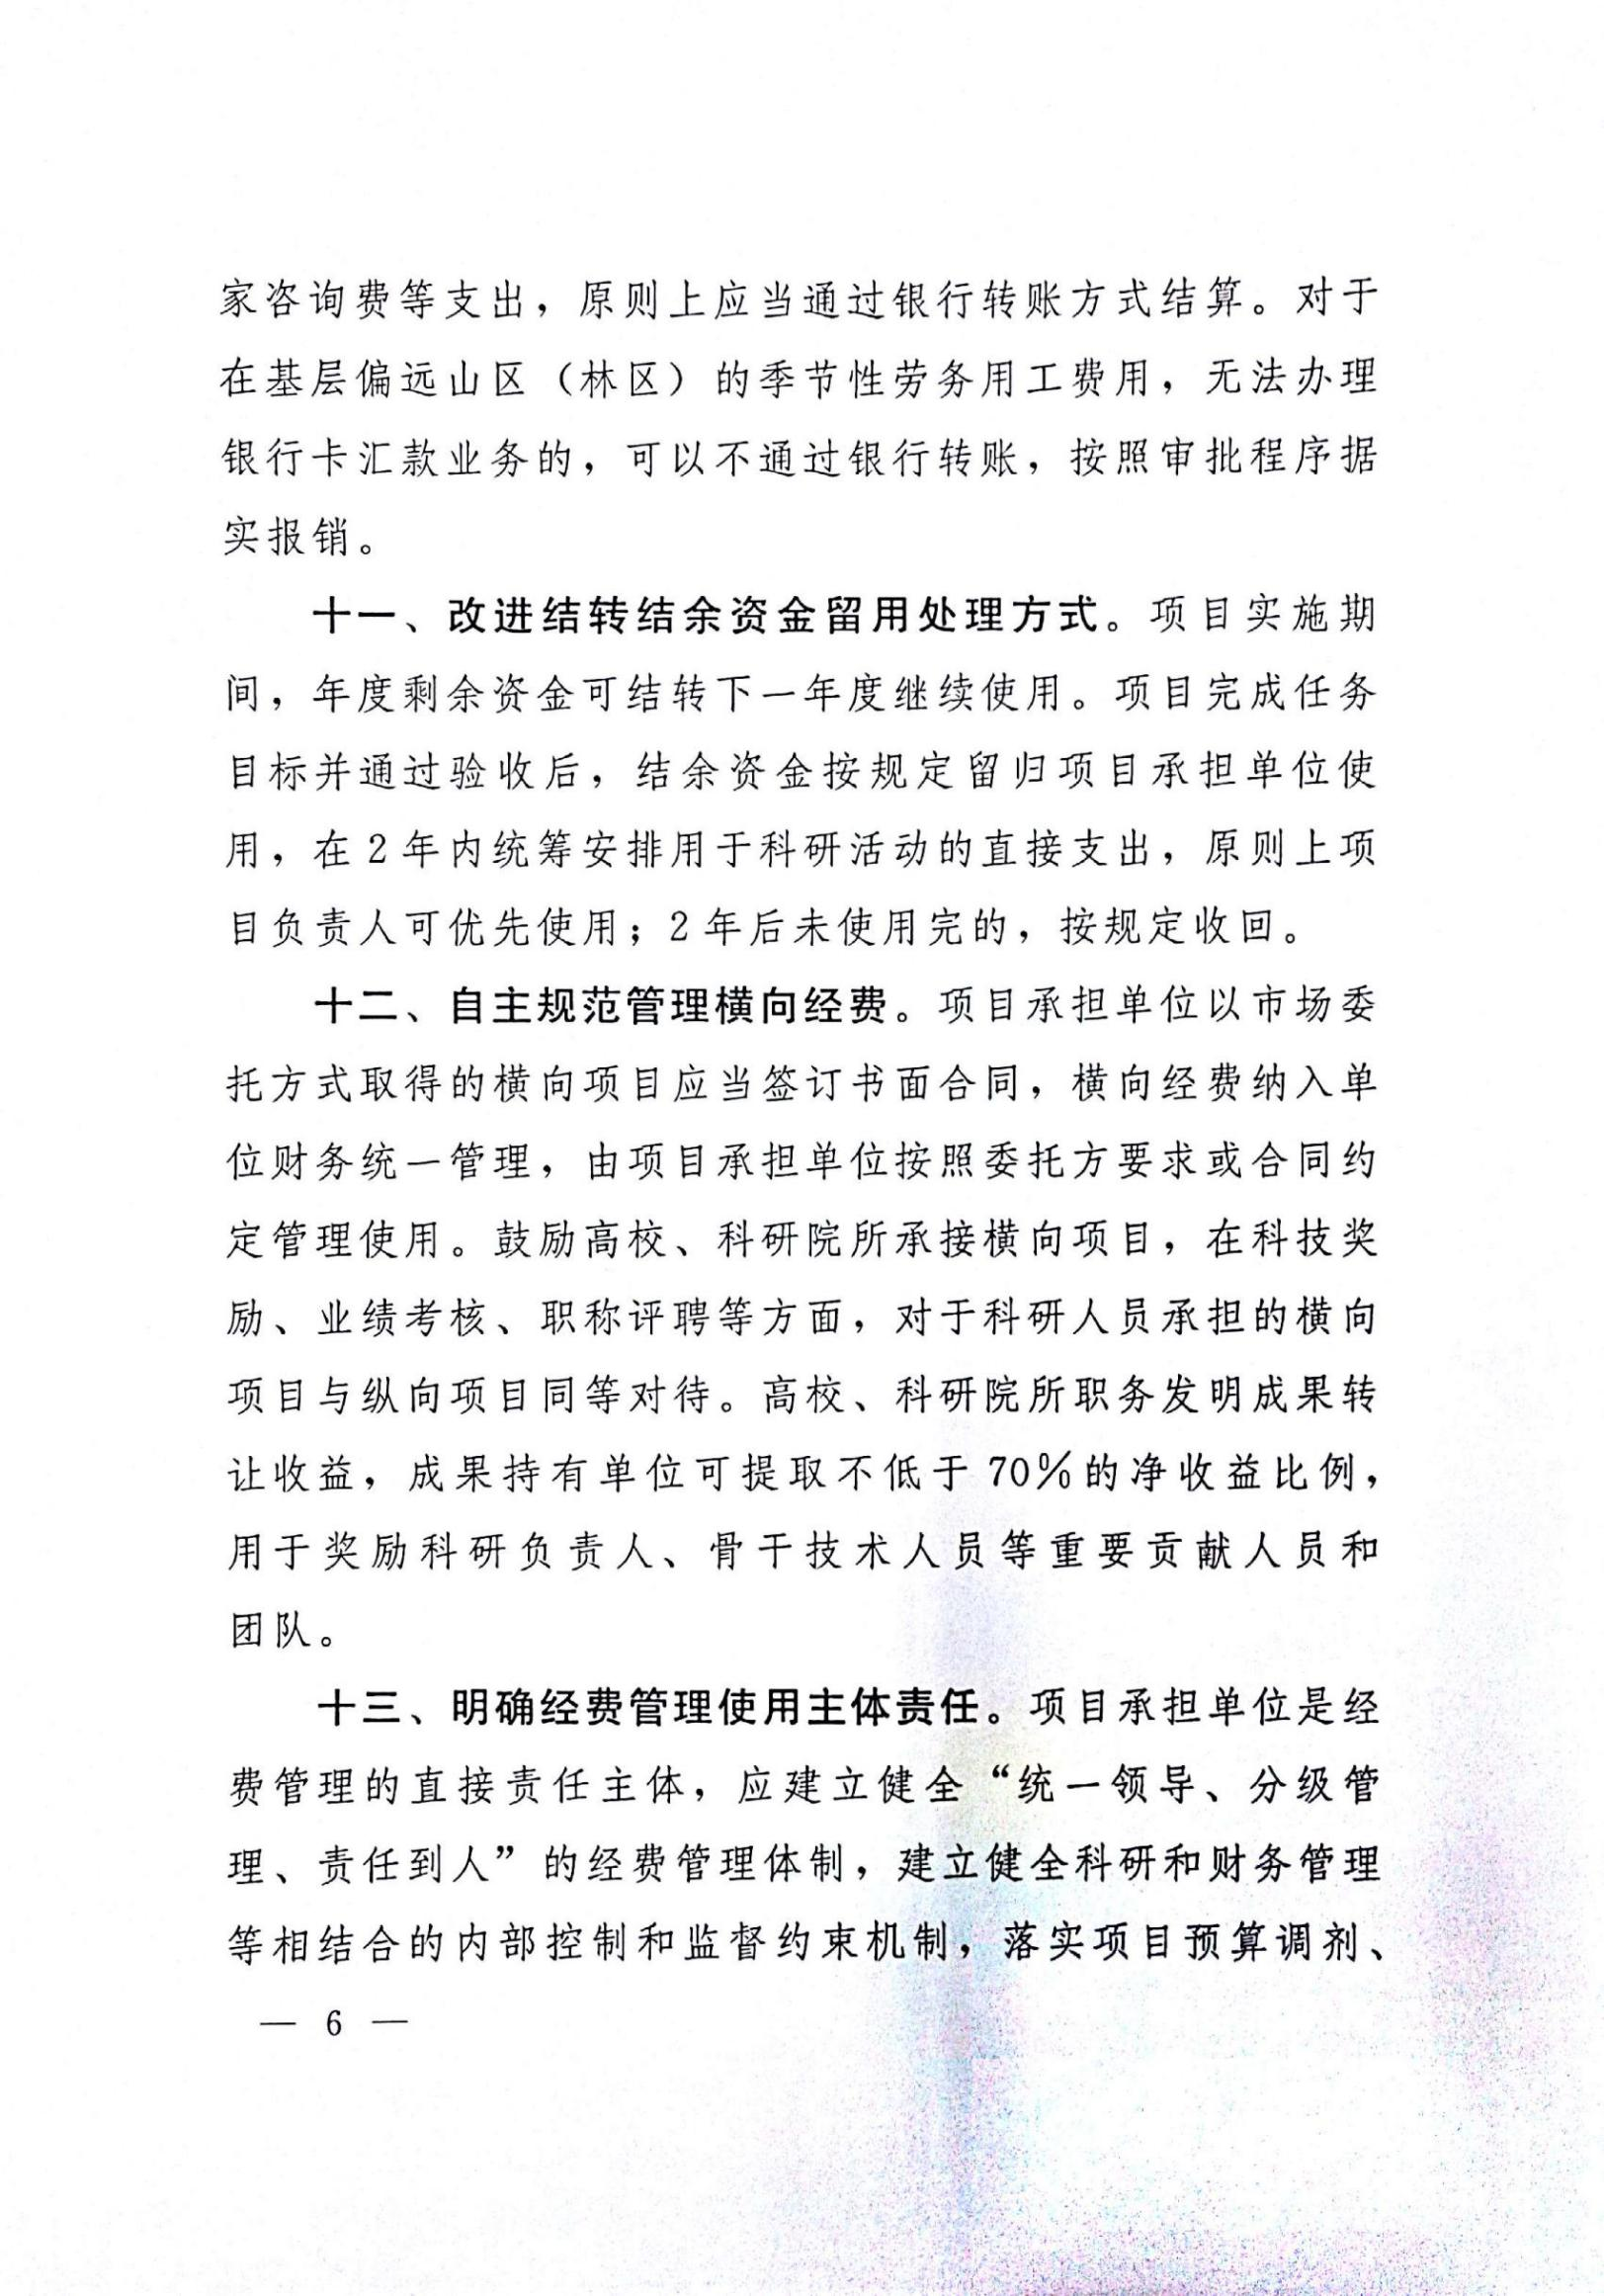 家咨询费等支出，原则上应当通过银行转账方式结算。对于
在基层偏远山区（林区）的季节性劳务用工费用，无法办理
银行卡汇款业务的，可以不通过银行转账，按照审批程序据
实报销。
十一、改进结转结余资金留用处理方式。项目实施期
间，年度剩余资金可结转下一年度继续使用。项目完成任务
目标并通过验收后，结余资金按规定留归项目承担单位使
用，在2年内统筹安排用于科研活动的直接支出，原则上项
目负责人可优先使用；2年后未使用完的，按规定收回。
十二、自主规范管理横向经费。项目承担单位以市场委
托方式取得的横向项目应当签订书面合同，横向经费纳入单
位财务统一管理，由项目承担单位按照委托方要求或合同约
定管理使用。鼓励高校、科研院所承接横向项目，在科技奖
励、业绩考核、职称评聘等方面，对于科研人员承担的横向
项目与纵向项目同等对待。高校、科研院所职务发明成果转
让收益，成果持有单位可提取不低于70%的净收益比例，
用于奖励科研负责人、骨干技术人员等重要贡献人员和
团队。
十三、明确经费管理使用主体责任。项目承担单位是经
费管理的直接责任主体，应建立健全“统一领导、分级管
理、责任到人”的经费管理体制，建立健全科研和财务管理
等相结合的内部控制和监督约束机制，落实项目预算调剂、
— 6 —